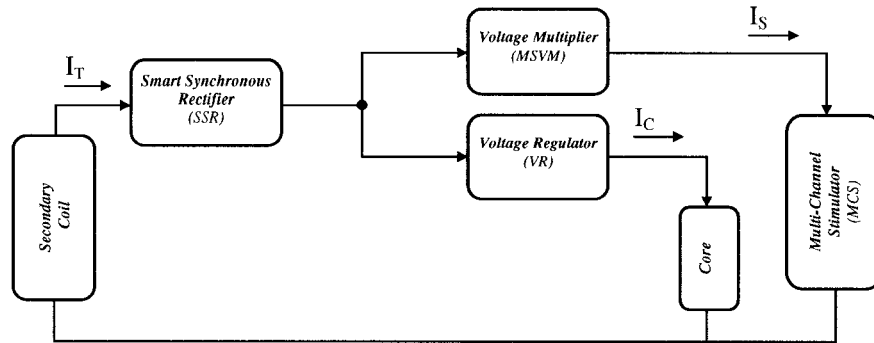 I_T
Smart Synchronous
Rectifier
(SSR)
Voltage Multiplier
(MSVM)
I_S
Voltage Regulator
(VR)
I_C
Secondary
Coil
Core
Multi-Channel
Stimulator
(MCS)